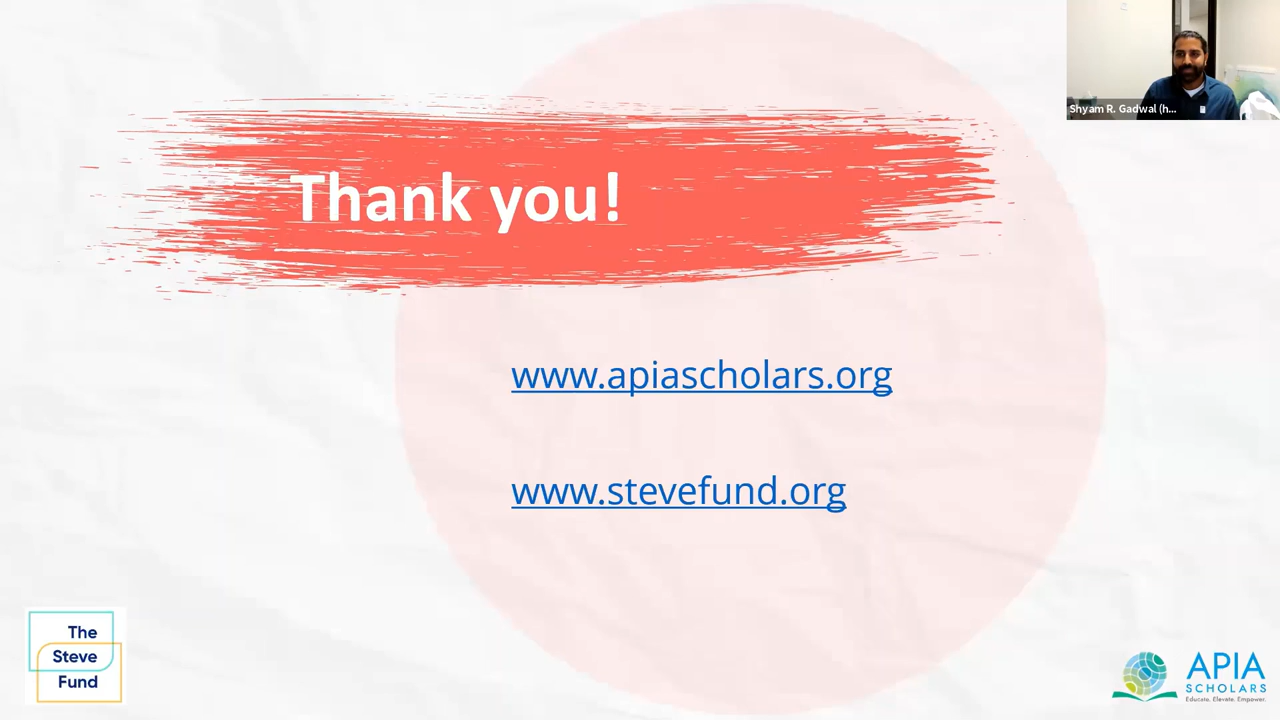 Shyam R. Gadwal (h...
Thank you!
www.apiascholars.org
www.stevefund.org
The
Steve
Fund
APIA
SCHOLARS
Educate. Elevate. Empower.